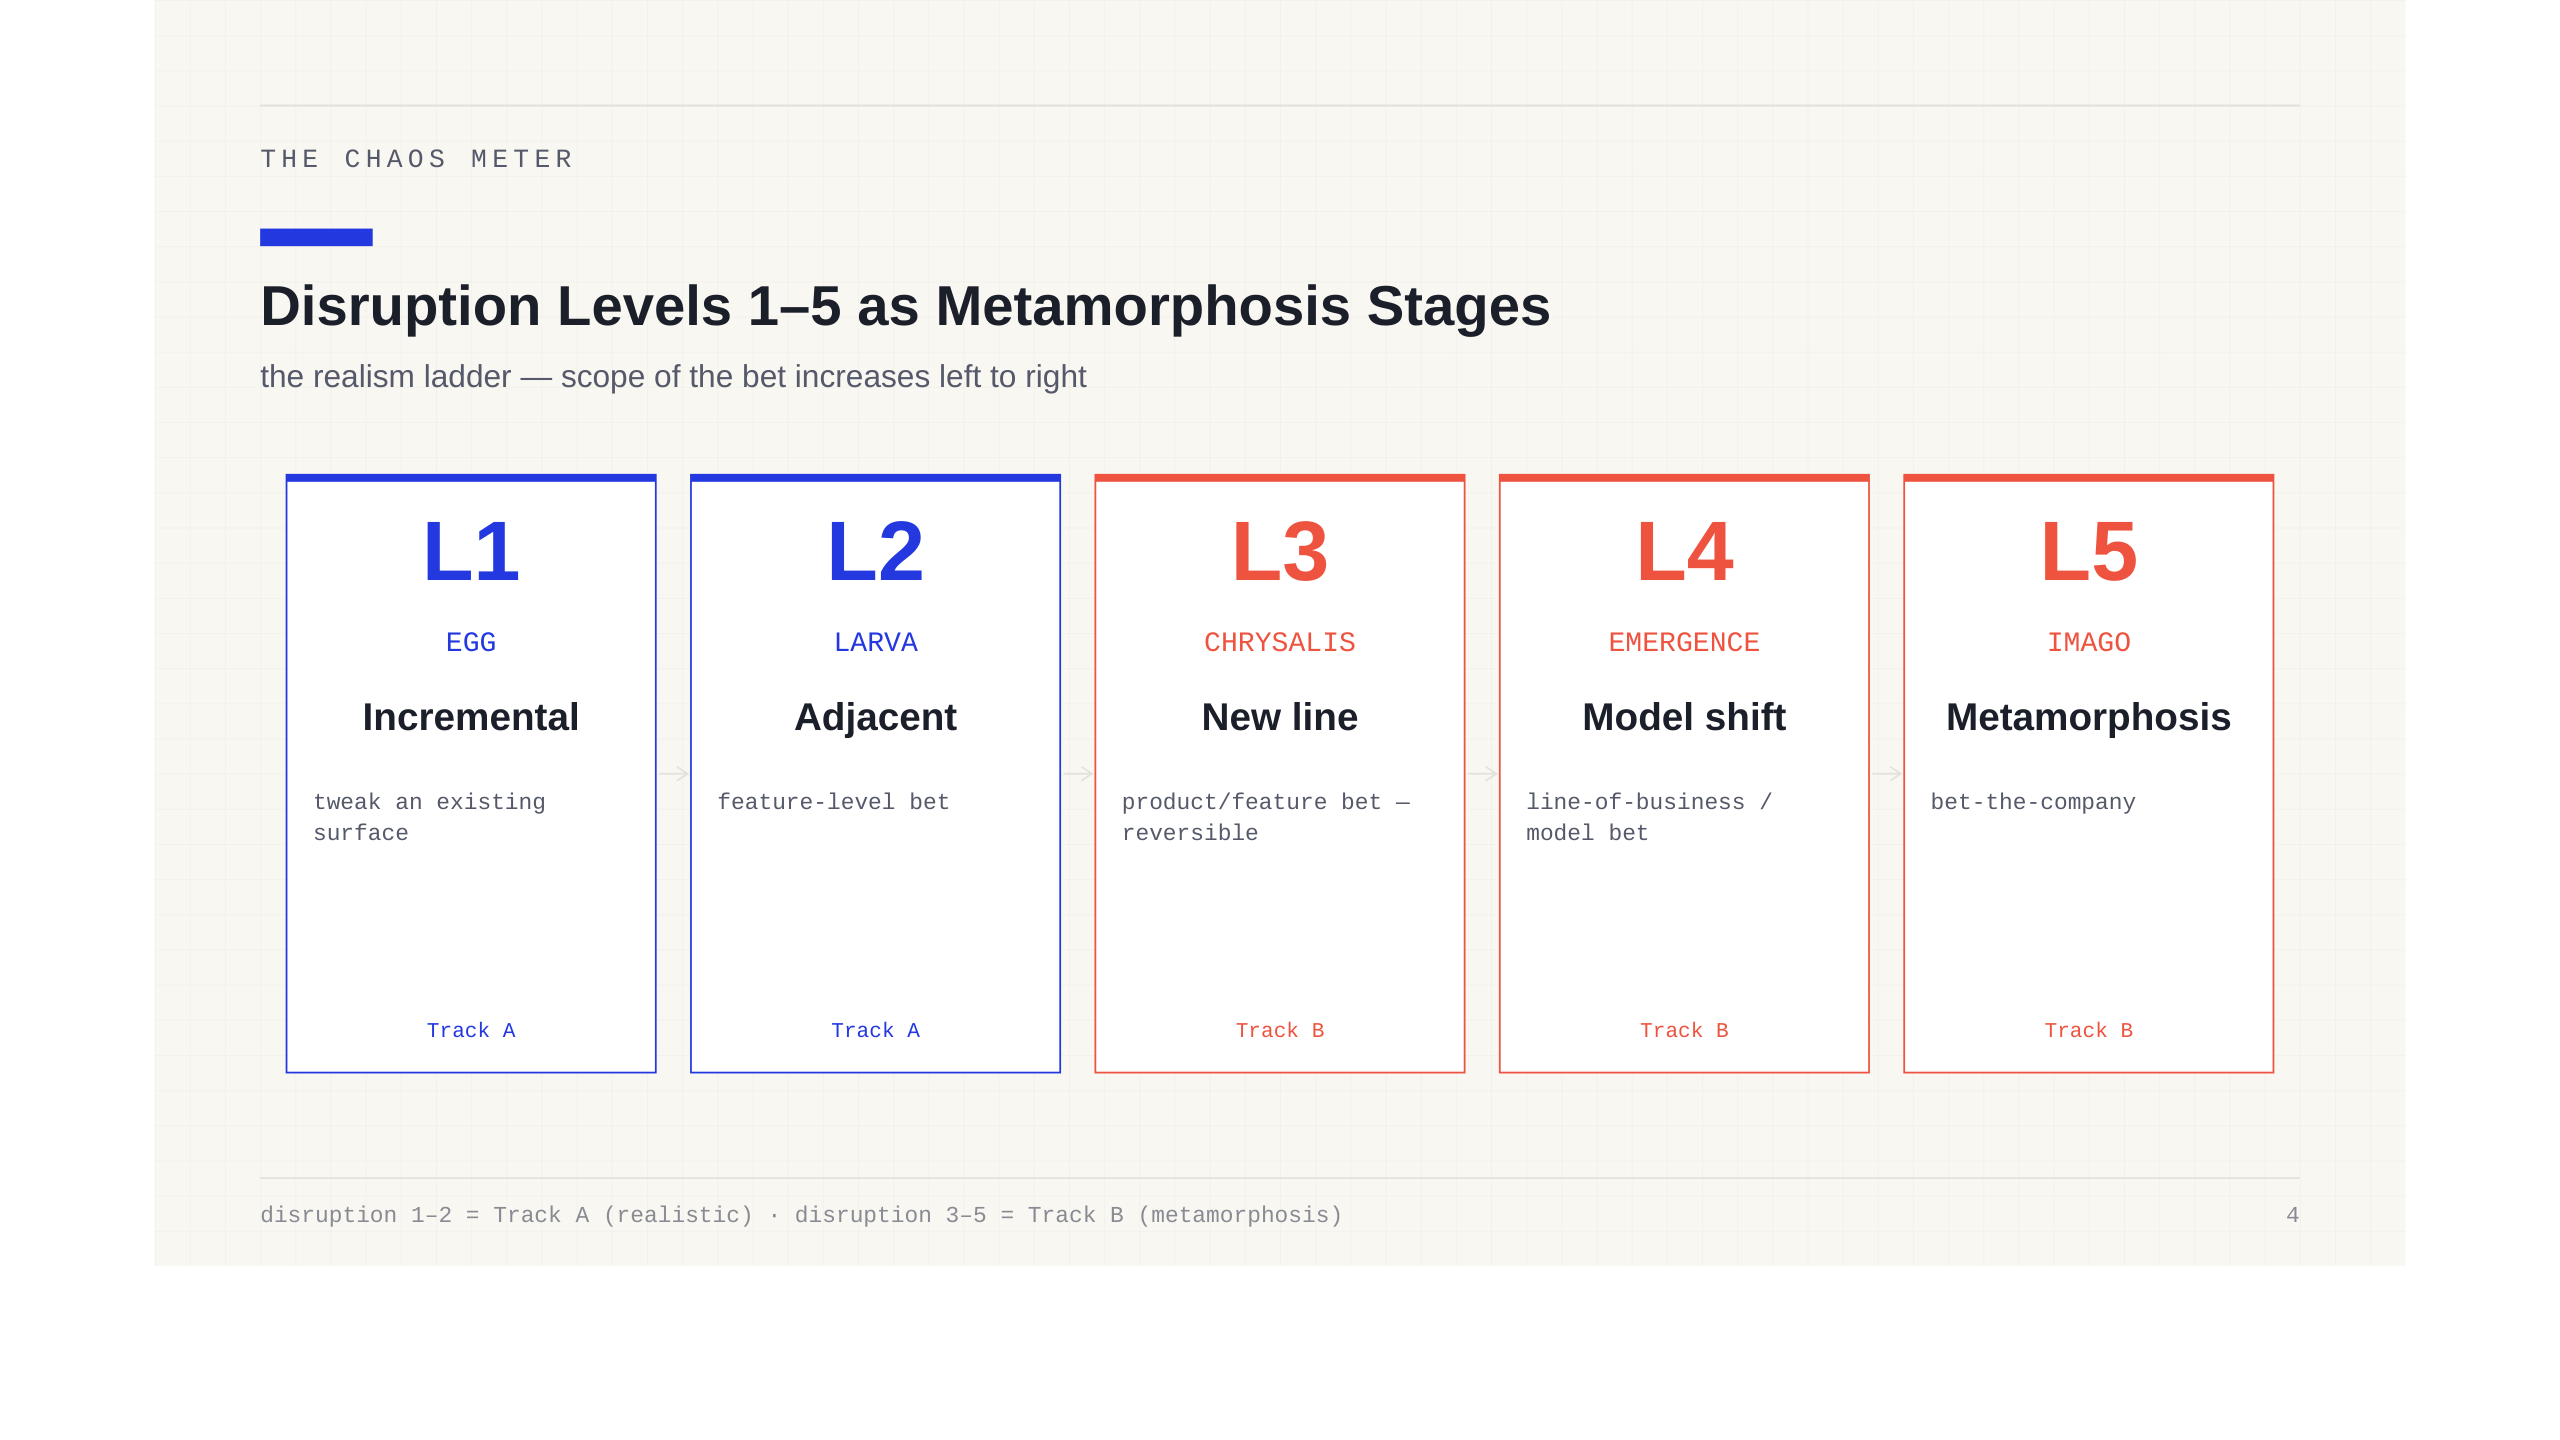 THE CHAOS METER
Disruption Levels 1–5 as Metamorphosis Stages
the realism ladder — scope of the bet increases left to right
L1
EGG
Incremental
tweak an existing
surface
Track A
L2
LARVA
Adjacent
feature-level bet
Track A
L3
CHRYSALIS
New line
product/feature bet —
reversible
Track B
L4
EMERGENCE
Model shift
line-of-business /
model bet
Track B
L5
IMAGO
Metamorphosis
bet-the-company
Track B
disruption 1–2 = Track A (realistic) · disruption 3–5 = Track B (metamorphosis)
4